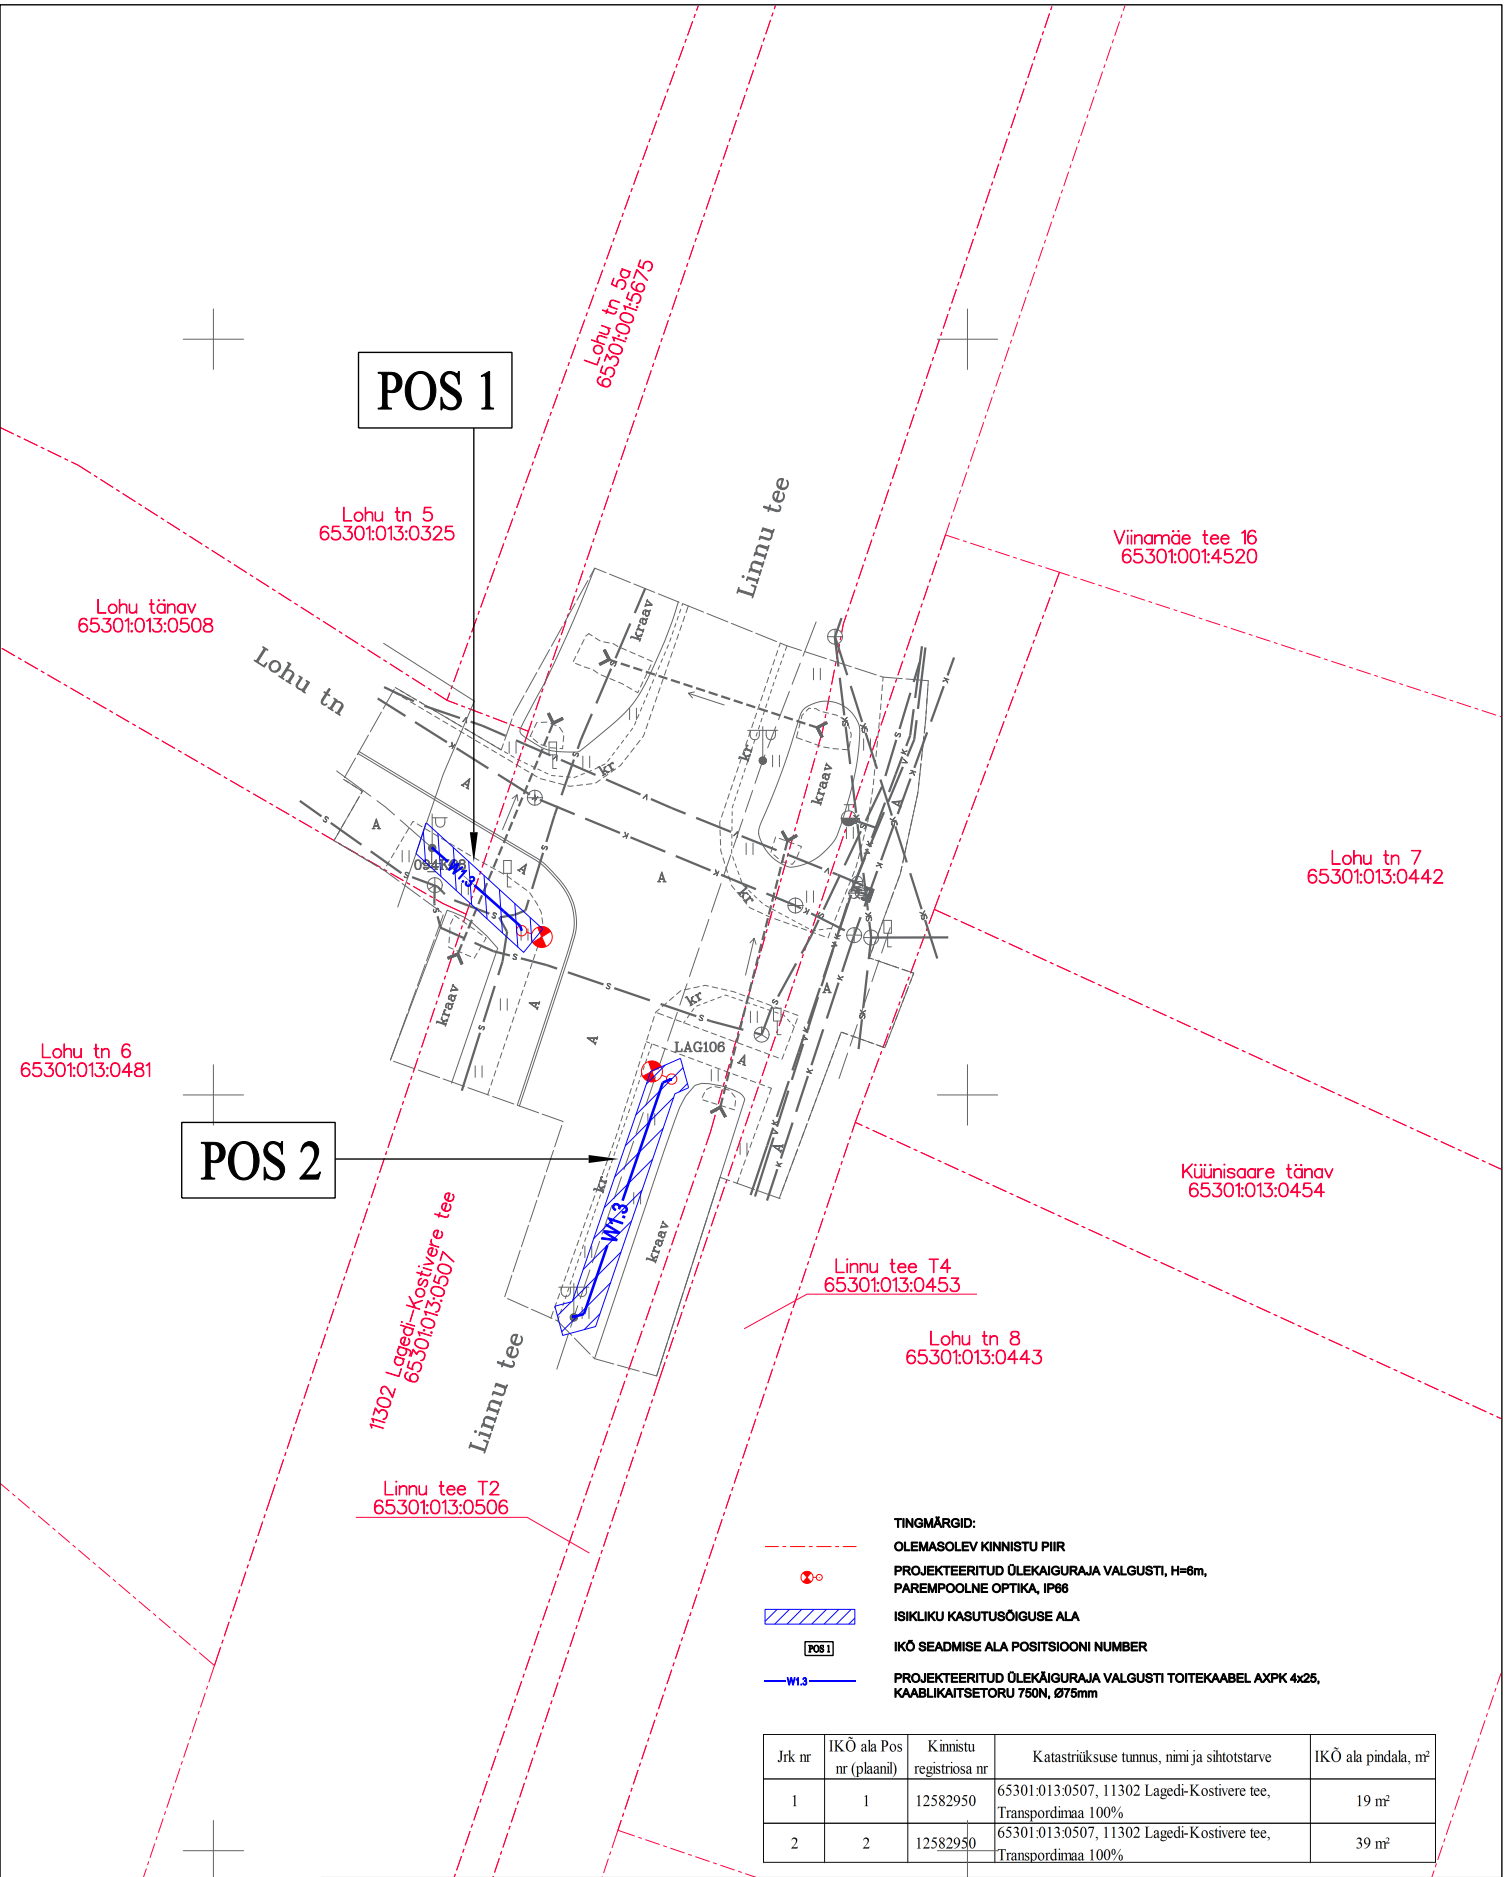 Lohu tn 5a
65301:001:5675
POS 1
Linnu tee
Lohu tn 5
65301:013:0325
Viinamäe tee 16
65301:001:4520
Lohu tänav
65301:013:0508
Lohu tn
kraav
kr
kr
kraav
A
A
A
A
A
W1.3
kr
Lohu tn 7
65301:013:0442
kraav
A
A
A
kr
LAG106
A
Lohu tn 6
65301:013:0481
POS 2
A
kr
W1.3
kraav
Küünisaare tänav
65301:013:0454
11302 Lagedi-Kostivere tee
65301:013:0507
Linnu tee T4
65301:013:0453
Linnu tee
Lohu tn 8
65301:013:0443
Linnu tee T2
65301:013:0506
TINGMÄRGID:
OLEMASOLEV KINNISTU PIIR
PROJEKTEERITUD ÜLEKAIGURAJA VALGUSTI, H=6m,
PAREMPOOLNE OPTIKA, IP66
ISIKLIKU KASUTUSÕIGUSE ALA
POS 1
IKÕ SEADMISE ALA POSITSIOONI NUMBER
W1.3
PROJEKTEERITUD ÜLEKÄIGURAJA VALGUSTI TOITEKAABEL AXPK 4x25,
KAABLIKAITSETORU 750N, Ø75mm
Jrk nr
IKÕ ala Pos
nr (plaanil)
Kinnistu
registriosa nr
Katastriüksuse tunnus, nimi ja sihtotstarve
IKÕ ala pindala, m²
1
1
12582950
65301:013:0507, 11302 Lagedi-Kostivere tee,
Transpordimaa 100%
19 m²
2
2
12582950
65301:013:0507, 11302 Lagedi-Kostivere tee,
Transpordimaa 100%
39 m²